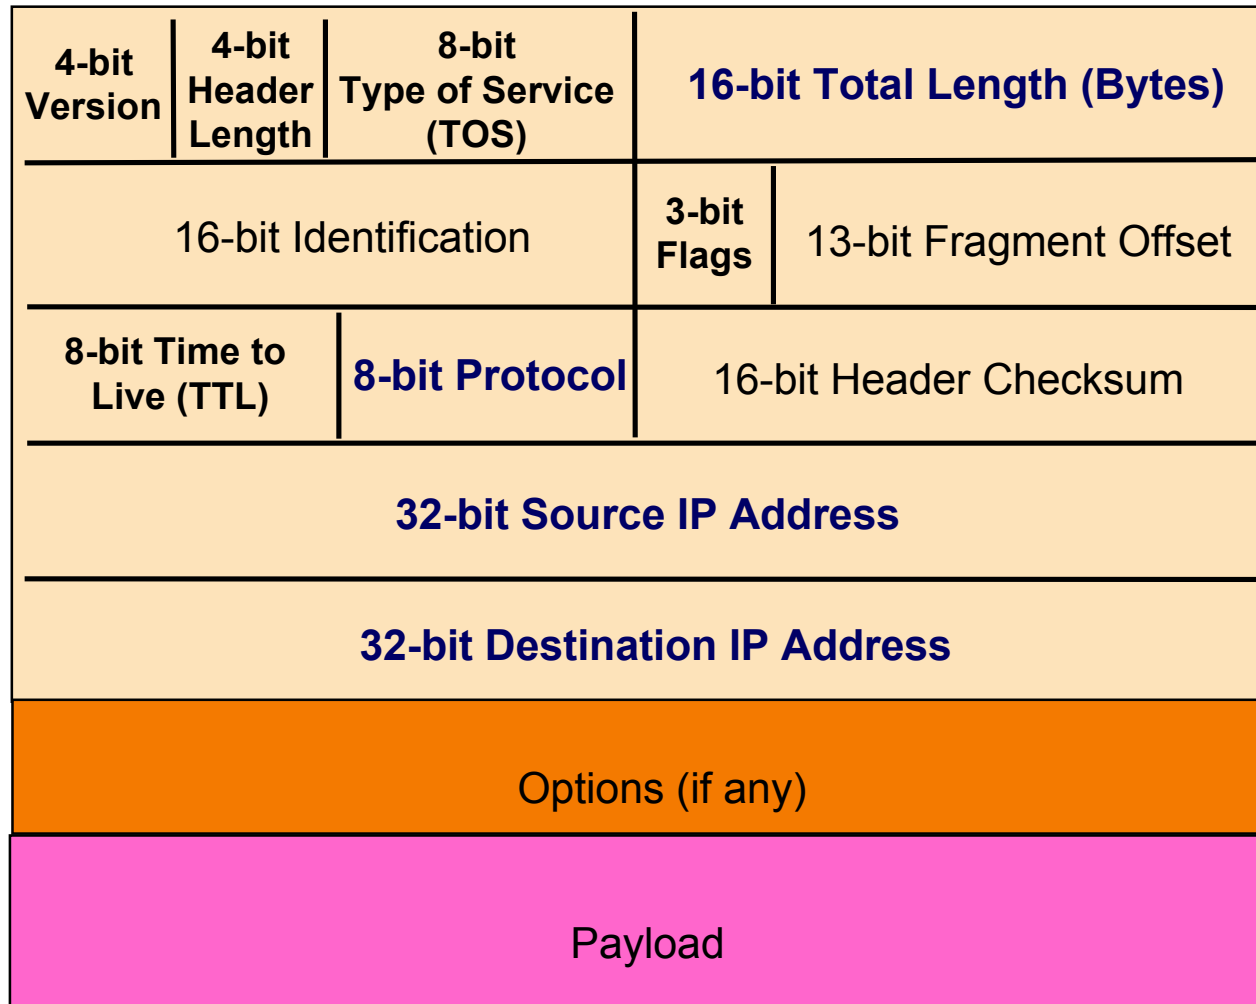 4-bit
Version
4-bit
Header
Length
8-bit
Type of Service
(TOS)
16-bit Total Length (Bytes)
16-bit Identification
3-bit
Flags
13-bit Fragment Offset
8-bit Time to
Live (TTL)
8-bit Protocol
16-bit Header Checksum
32-bit Source IP Address
32-bit Destination IP Address
Options (if any)
Payload